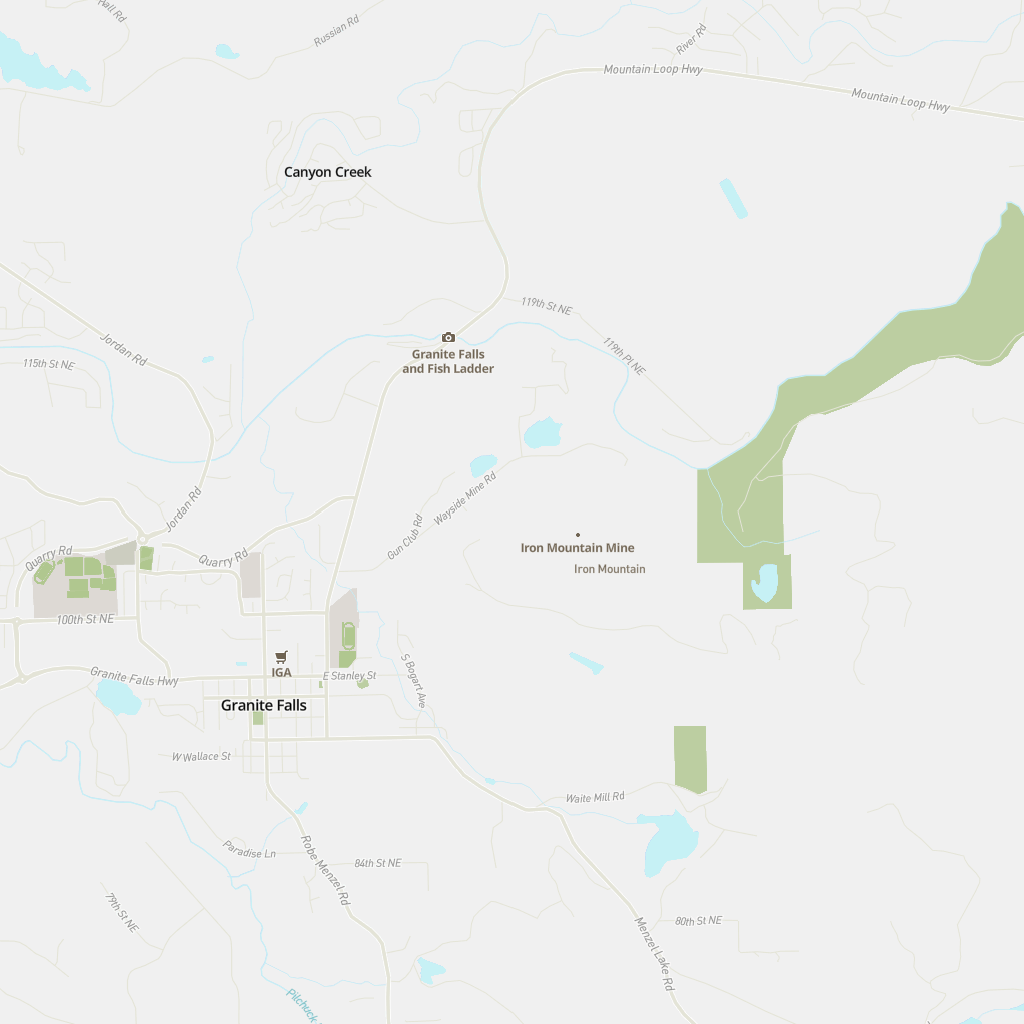 Hall Rd
Russian Rd
River Rd
Mountain Loop Hwy
Mountain Loop Hwy
Canyon Creek
119th St NE
Jordan Rd
Granite Falls
and Fish Ladder
119th Pl NE
115th St NE
Wayside Mine Rd
Jordan Rd
Gun Club Rd
Iron Mountain Mine
Quarry Rd
Quarry Rd
Iron Mountain
100th St NE
IGA
Granite Falls Hwy
E Stanley St
S Bogart Ave
Granite Falls
W Wallace St
Waite Mill Rd
Paradise Ln
84th St NE
Robe Menzel Rd
79th St NE
80th St NE
Menzel Lake Rd
Pilchuck